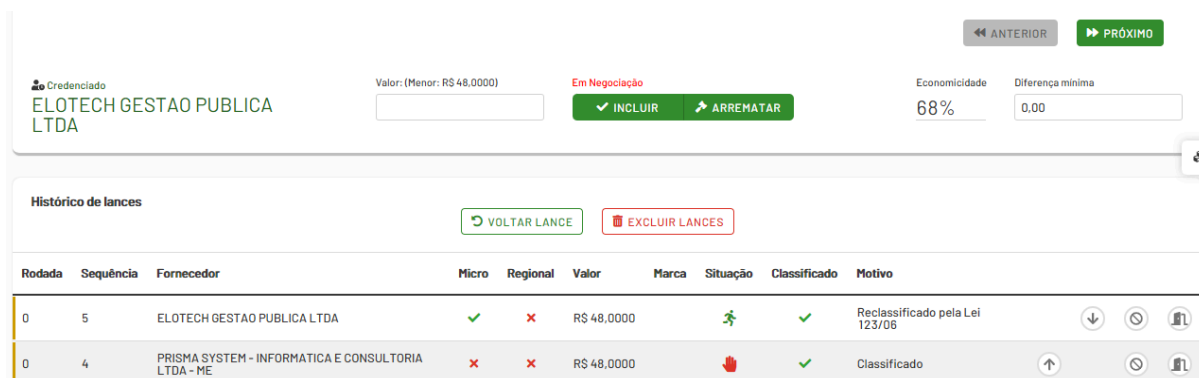 ANTERIOR PRÓXIMO
Credenciado Valor: (Menor: R$ 48,0000) Em Negociação Economicidade Diferença mínima
ELOTECH GESTAO PUBLICA
LTDA
INCLUIR ARREMATAR 68% 0,00
Histórico de lances
VOLTAR LANCE EXCLUIR LANCES
Rodada Sequência Fornecedor Micro Regional Valor Marca Situação Classificado Motivo
0 5 ELOTECH GESTAO PUBLICA LTDA R$ 48,0000 Reclassificado pela Lei
123/06
0 4 PRISMA SYSTEM - INFORMATICA E CONSULTORIA
LTDA - ME R$ 48,0000 Classificado